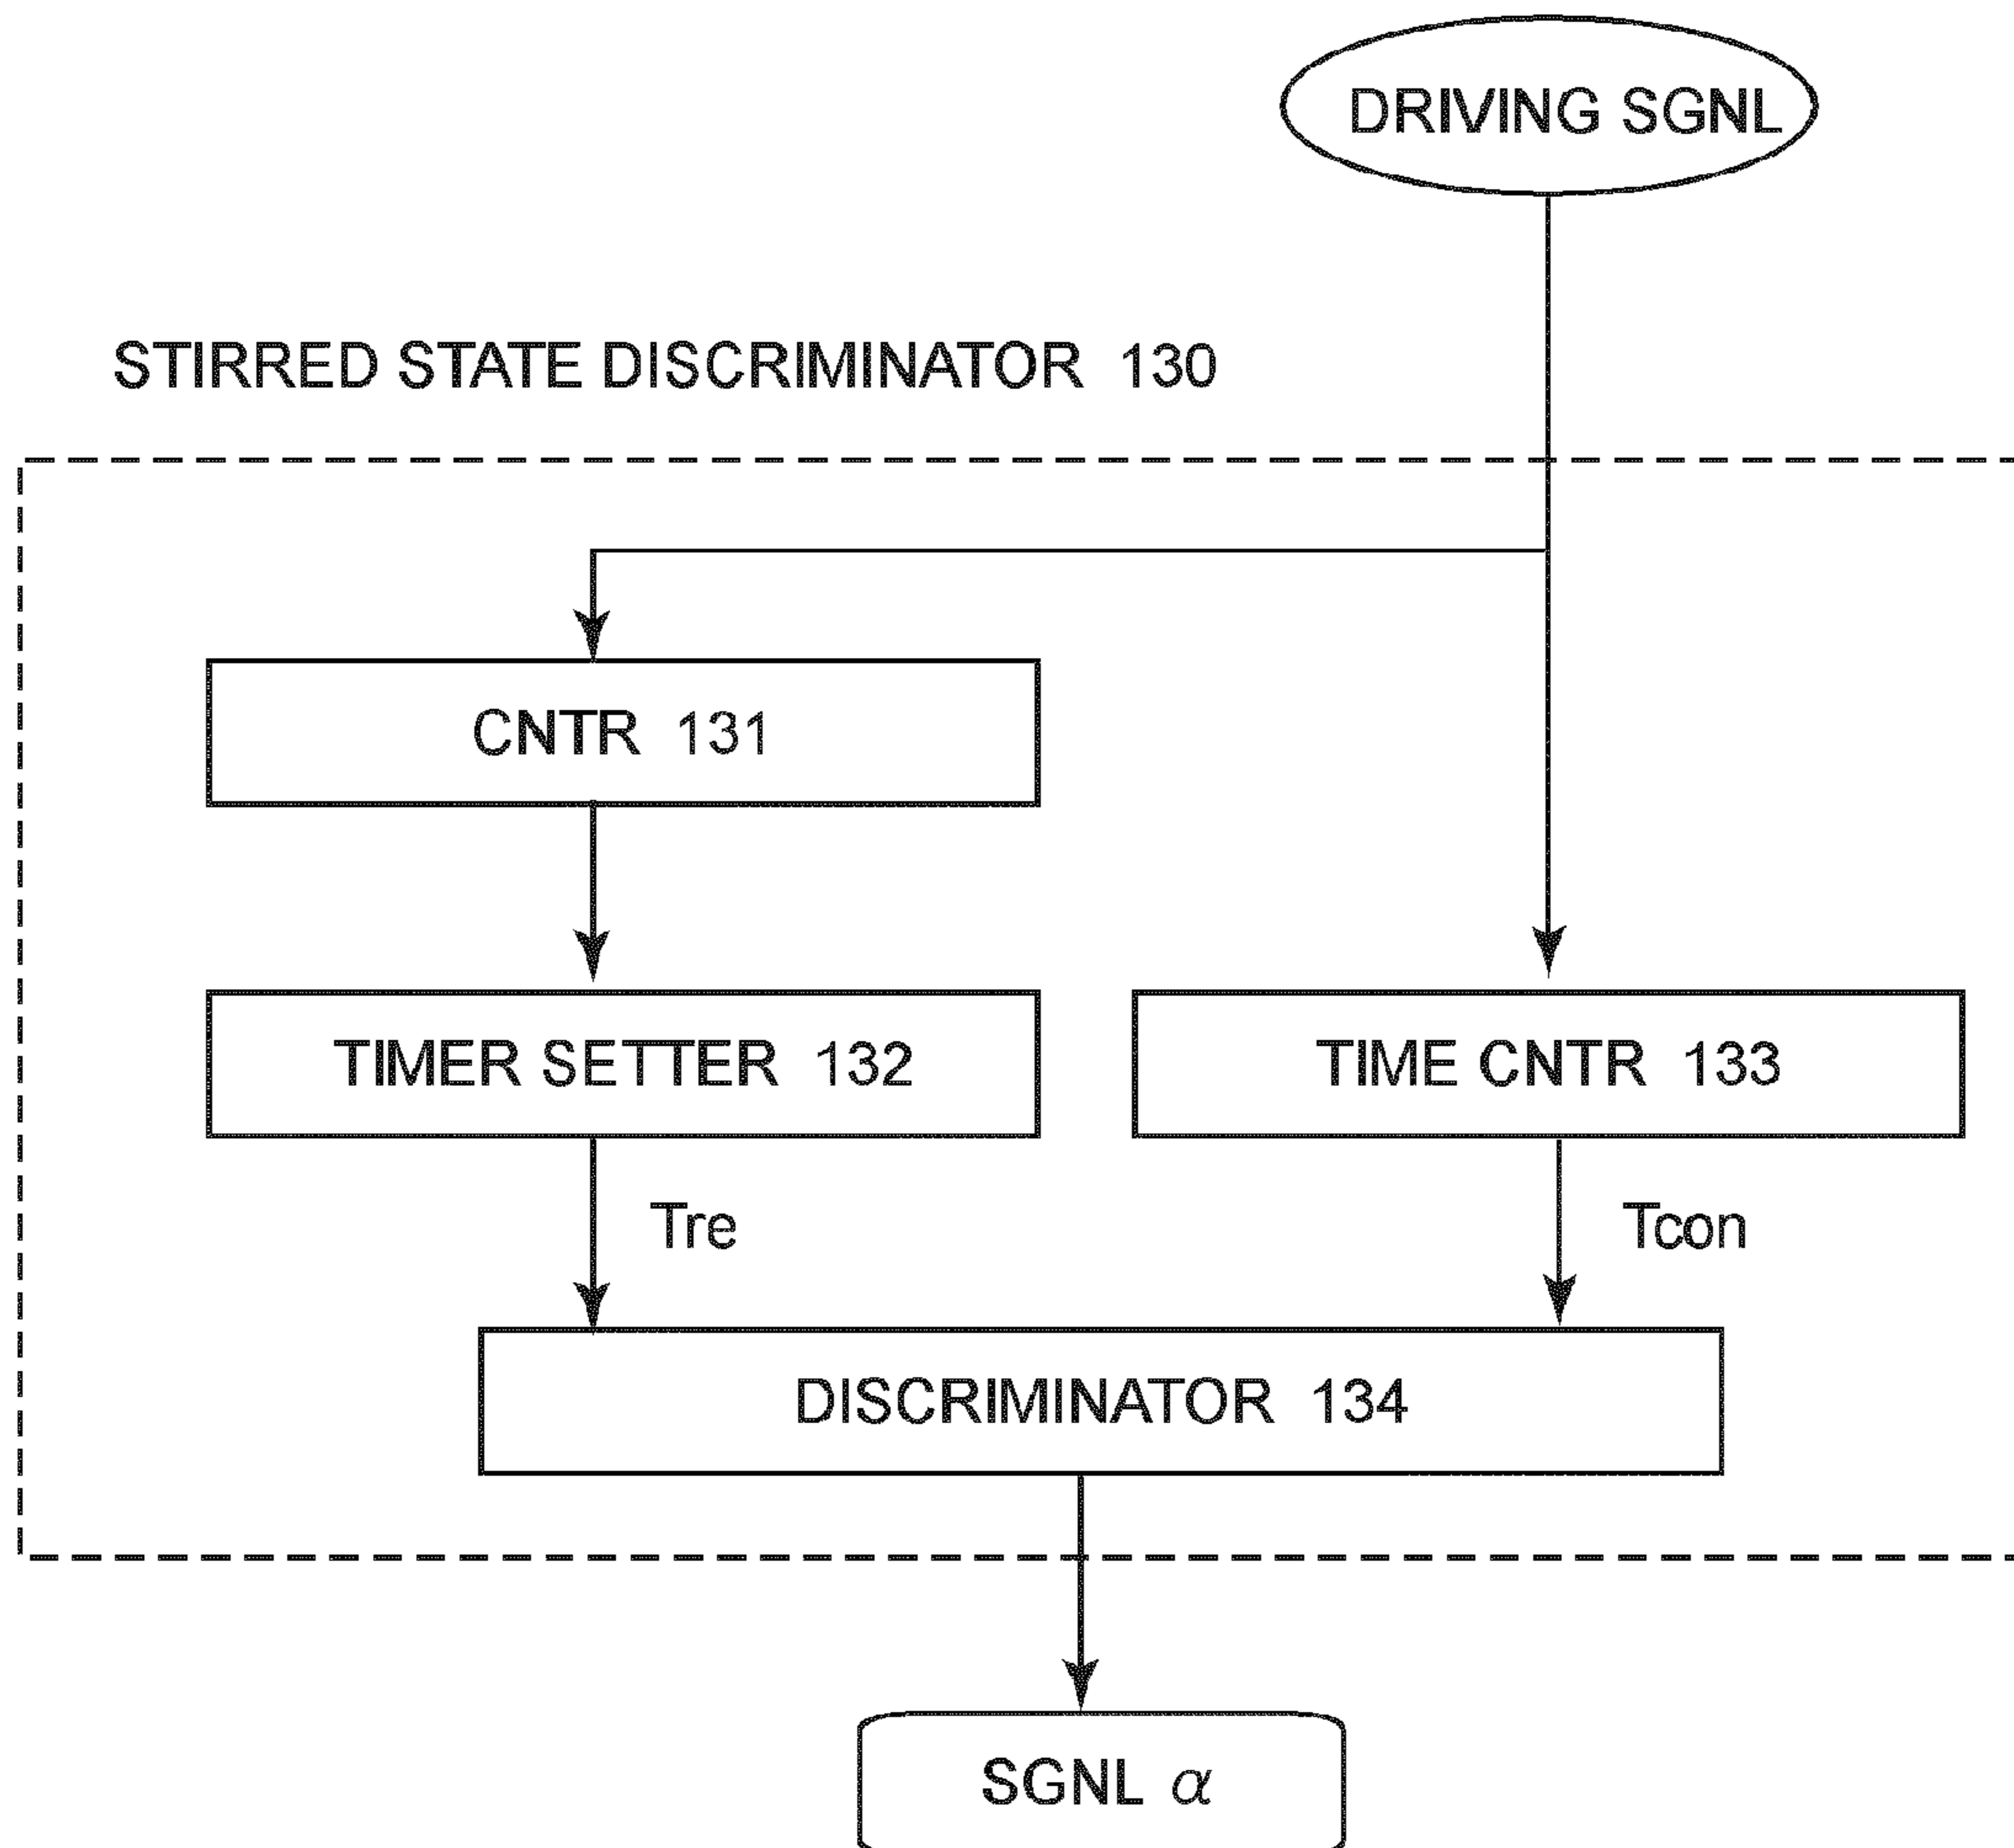 DRIVING SGNL
STIRRED STATE DISCRIMINATOR 130
CNTR 131
TIMER SETTER 132
TIME CNTR 133
Tre
Tcon
DISCRIMINATOR 134
SGNL α